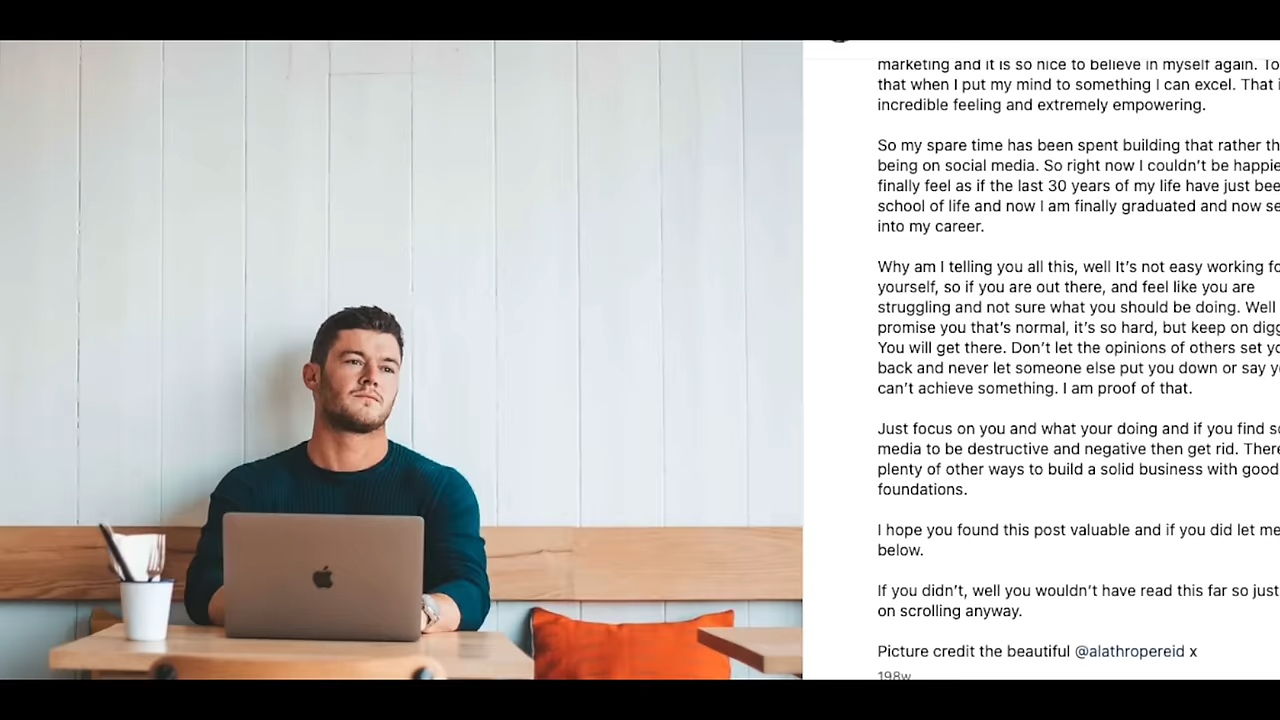 marketing and it is so nice to believe in myself again. To
that when I put my mind to something I can excel. That i
incredible feeling and extremely empowering.
So my spare time has been spent building that rather th
being on social media. So right now I couldn't be happie
finally feel as if the last 30 years of my life have just bee
school of life and now I am finally graduated and now se
into my career.
Why am I telling you all this, well It's not easy working fo
yourself, so if you are out there, and feel like you are
struggling and not sure what you should be doing. Well
promise you that's normal, it's so hard, but keep on digg
You will get there. Don't let the opinions of others set yo
back and never let someone else put you down or say y
can't achieve something. I am proof of that.
Just focus on you and what your doing and if you find so
media to be destructive and negative then get rid. There
plenty of other ways to build a solid business with good
foundations.
I hope you found this post valuable and if you did let me
below.
If you didn't, well you wouldn't have read this far so just
on scrolling anyway.
Picture credit the beautiful @alathropereid x
198w